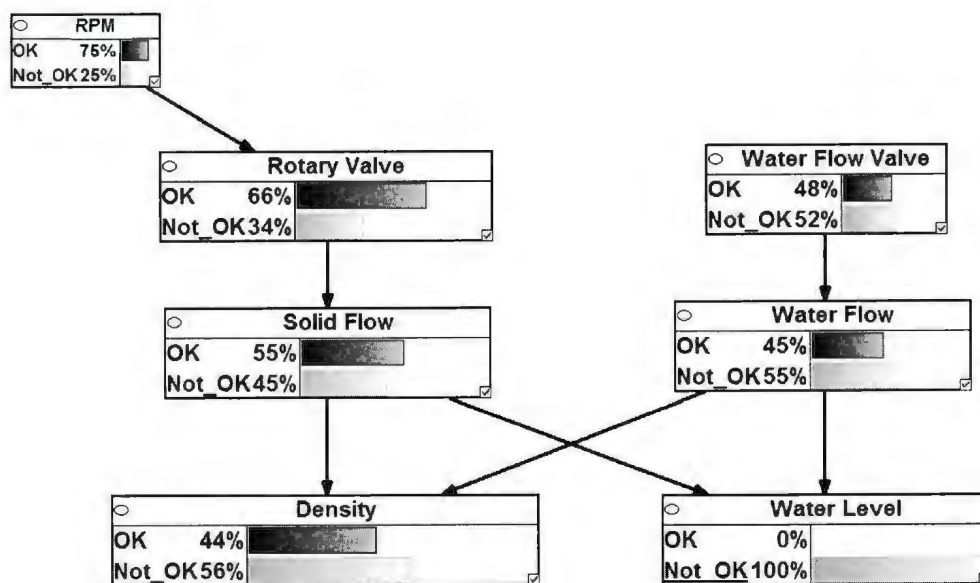 RPM
OK 75%
Not_OK 25%
Rotary Valve
OK 66%
Not_OK 34%
Water Flow Valve
OK 48%
Not_OK 52%
Solid Flow
OK 55%
Not_OK 45%
Water Flow
OK 45%
Not_OK 55%
Density
OK 44%
Not_OK 56%
Water Level
OK 0%
Not_OK 100%